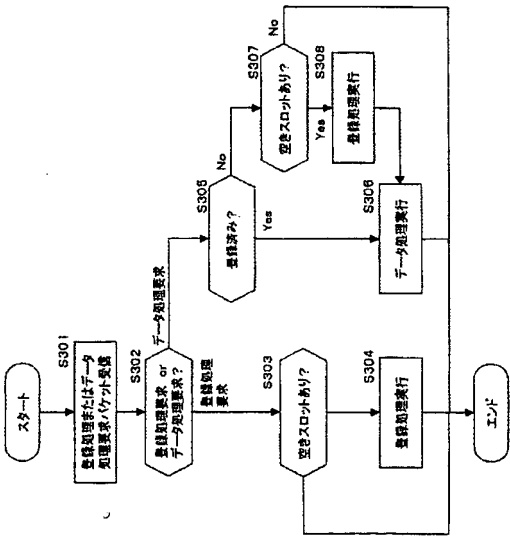 スタート
S301
登録処理またはデータ
処理要求パケット受信
S302
登録処理要求 or
データ処理要求？
データ処理要求
登録処理
要求
S303
空きスロットあり？
S304
登録処理実行
S305
登録済み？
No
Yes
S307
空きスロットあり？
No
Yes
S308
登録処理実行
S306
データ処理実行
エンド